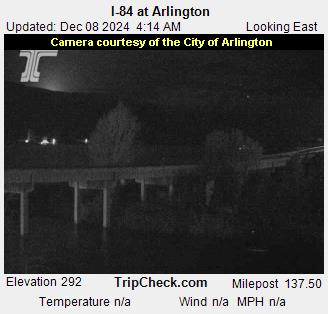 I-84 at Arlington
Updated: Dec 08 2024 4:14 AM Looking East
Camera courtesy of the City of Arlington
Elevation 292 TripCheck.com Milepost 137.50
Temperature n/a Wind n/a MPH n/a